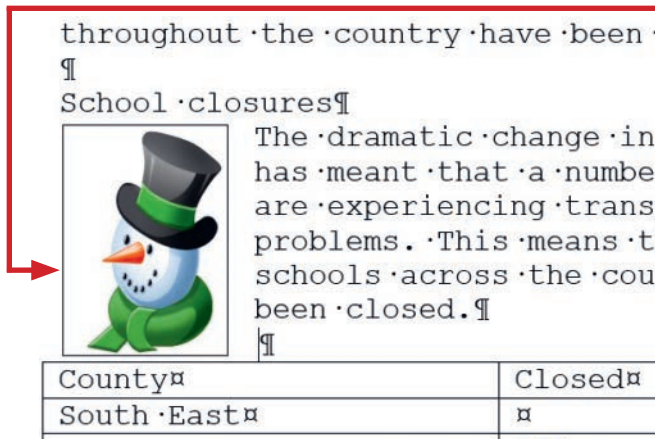 throughout·the·country·have·been·
¶
School·closures¶
The·dramatic·change·in
has·meant·that·a·numbe
are·experiencing·trans
problems.·This·means·t
schools·across·the·cou
been·closed.¶
¶
County¤ Closed¤
South·East¤ ¤